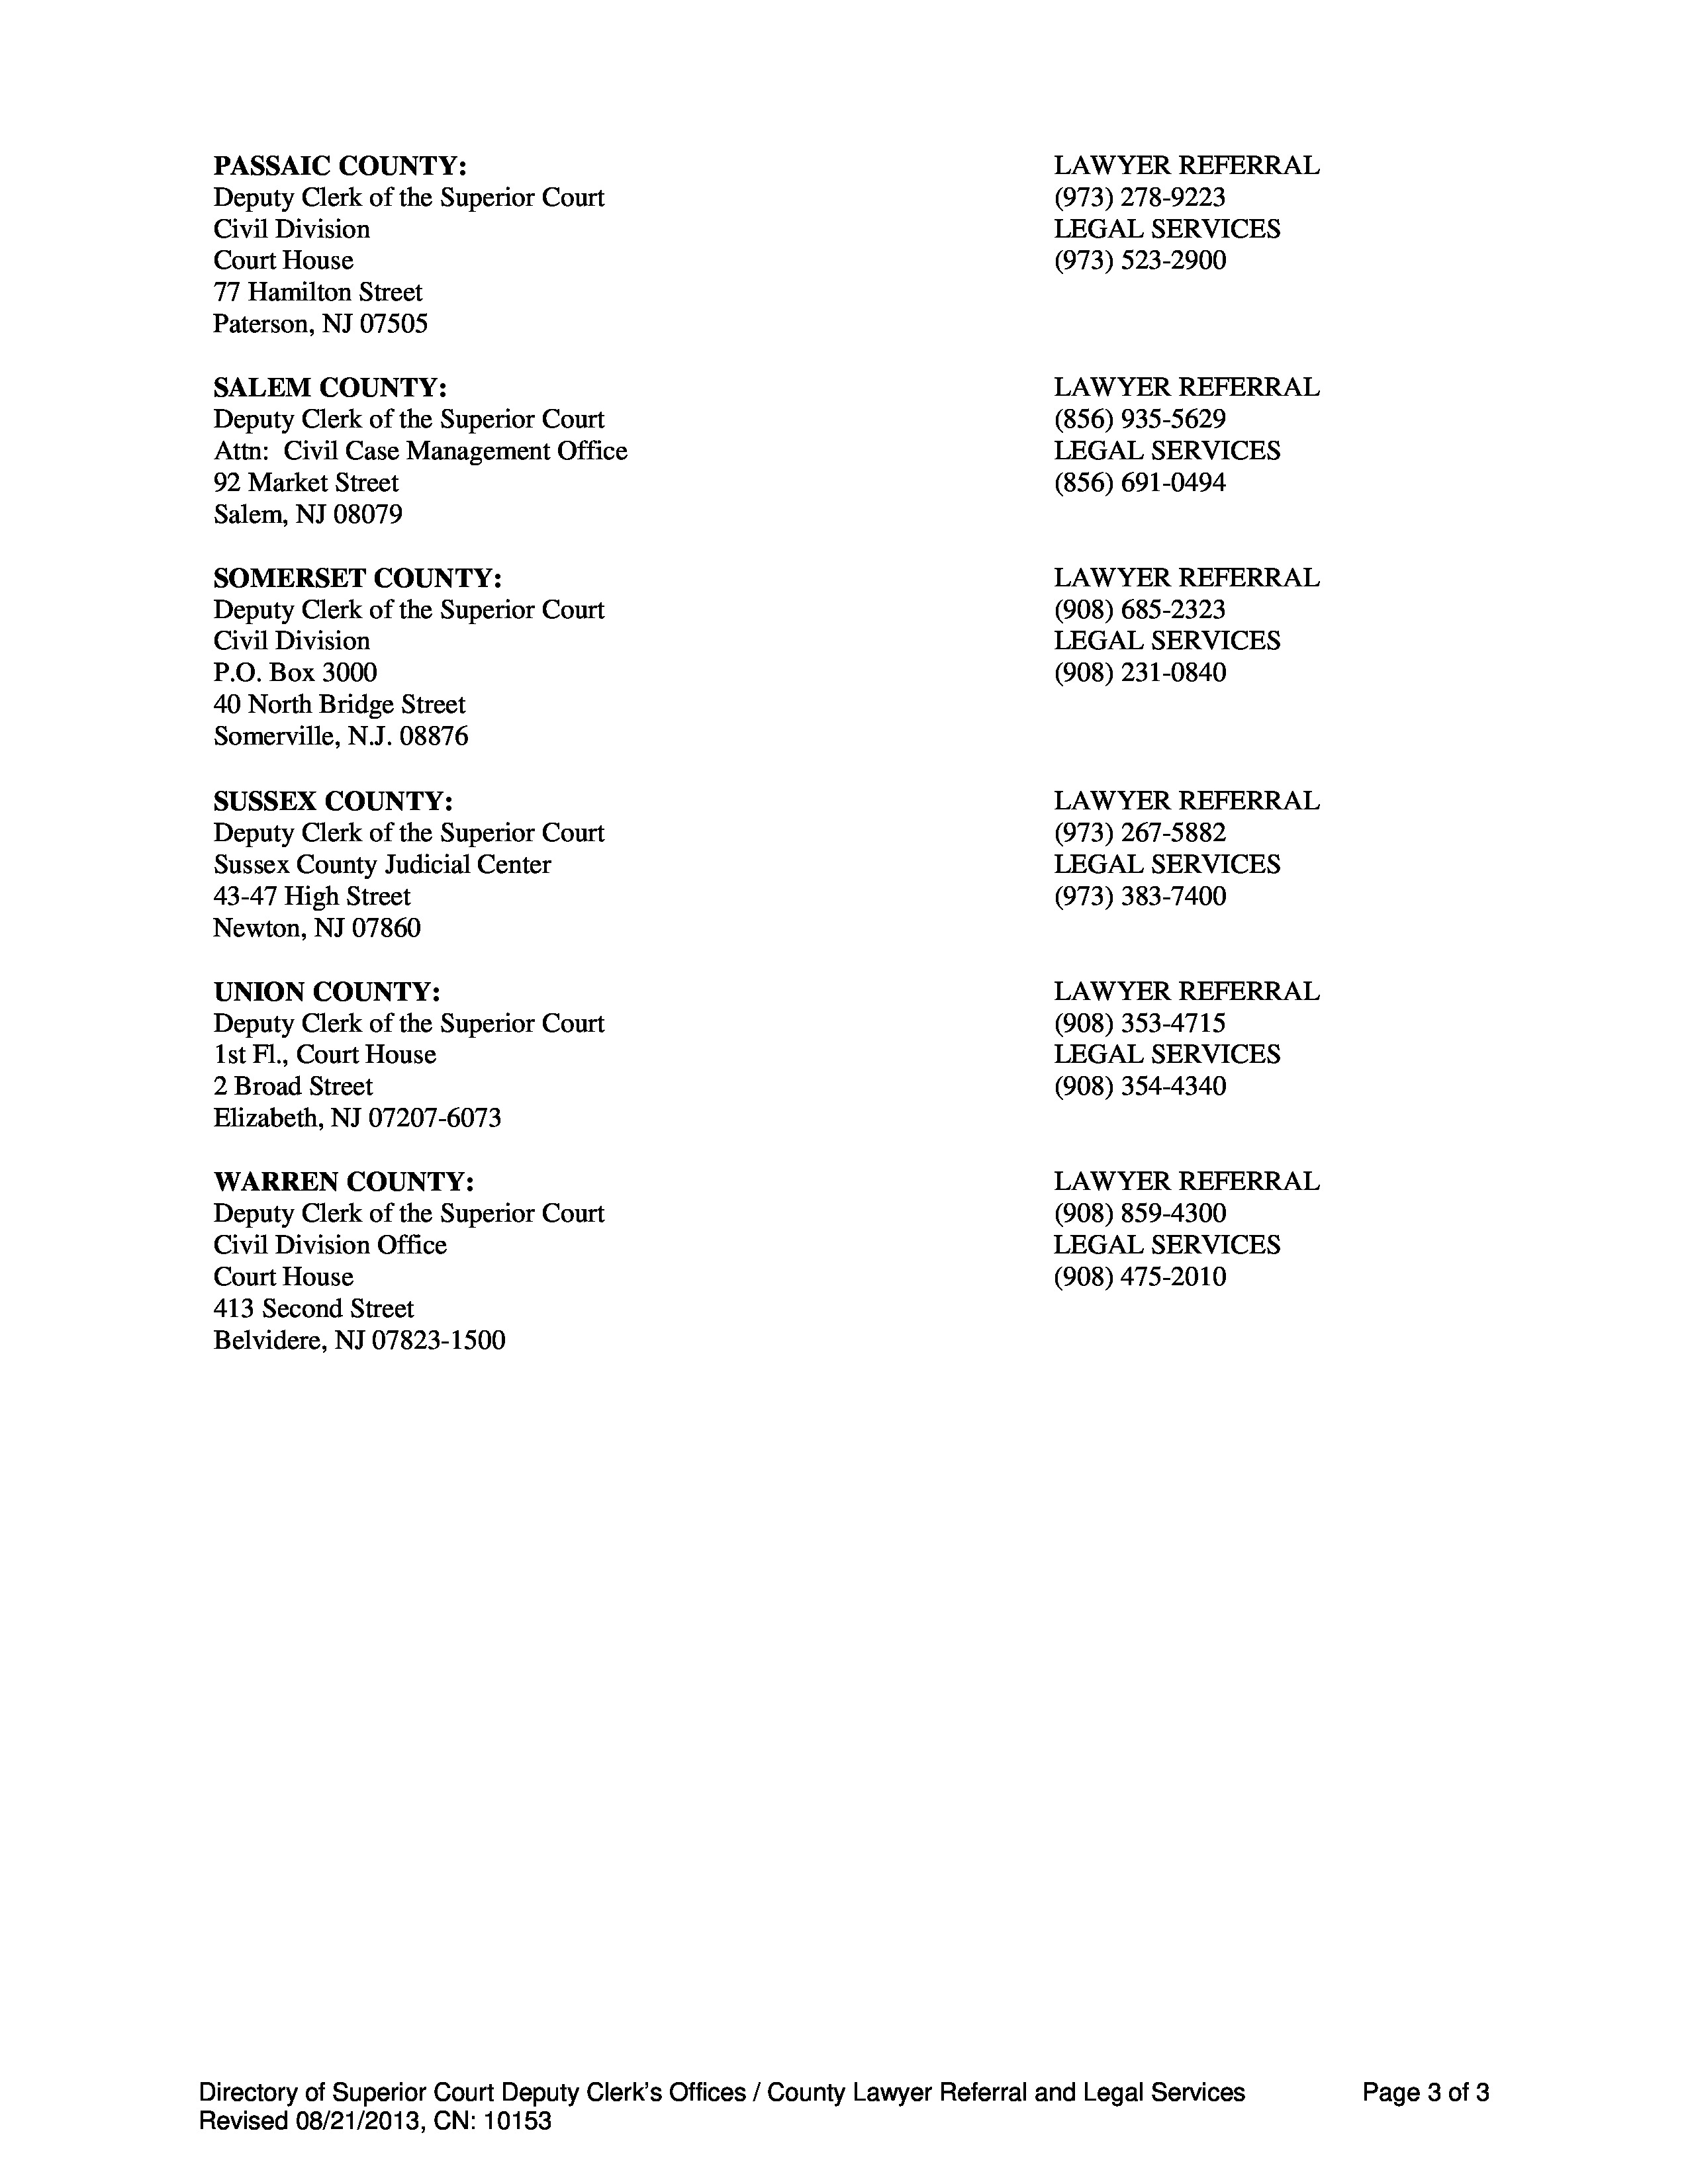 PASSAIC COUNTY:
Deputy Clerk of the Superior Court
Civil Division
Court House
77 Hamilton Street
Paterson, NJ 07505
LAWYER REFERRAL
(973) 278-9223
LEGAL SERVICES
(973) 523-2900
SALEM COUNTY:
Deputy Clerk of the Superior Court
Attn:  Civil Case Management Office
92 Market Street
Salem, NJ 08079
LAWYER REFERRAL
(856) 935-5629
LEGAL SERVICES
(856) 691-0494
SOMERSET COUNTY:
Deputy Clerk of the Superior Court
Civil Division
P.O. Box 3000
40 North Bridge Street
Somerville, N.J. 08876
LAWYER REFERRAL
(908) 685-2323
LEGAL SERVICES
(908) 231-0840
SUSSEX COUNTY:
Deputy Clerk of the Superior Court
Sussex County Judicial Center
43-47 High Street
Newton, NJ 07860
LAWYER REFERRAL
(973) 267-5882
LEGAL SERVICES
(973) 383-7400
UNION COUNTY:
Deputy Clerk of the Superior Court
1st Fl., Court House
2 Broad Street
Elizabeth, NJ 07207-6073
LAWYER REFERRAL
(908) 353-4715
LEGAL SERVICES
(908) 354-4340
WARREN COUNTY:
Deputy Clerk of the Superior Court
Civil Division Office
Court House
413 Second Street
Belvidere, NJ 07823-1500
LAWYER REFERRAL
(908) 859-4300
LEGAL SERVICES
(908) 475-2010
Directory of Superior Court Deputy Clerk's Offices / County Lawyer Referral and Legal Services
Page 3 of 3
Revised 08/21/2013, CN: 10153